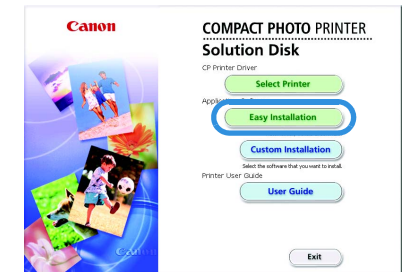 Canon
COMPACT PHOTO PRINTER
Solution Disk
CP Printer Driver
Select Printer
Easy Installation
Custom Installation
Select the software that you want to install.
Printer User Guide
User Guide
Canon
Exit